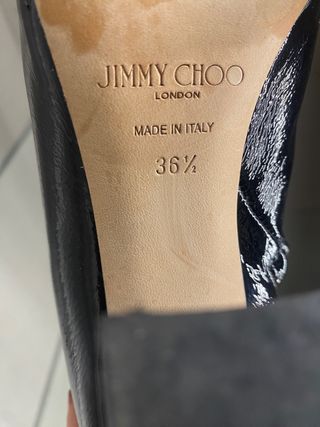 JIMMY CHOO
LONDON
MADE IN ITALY
36½